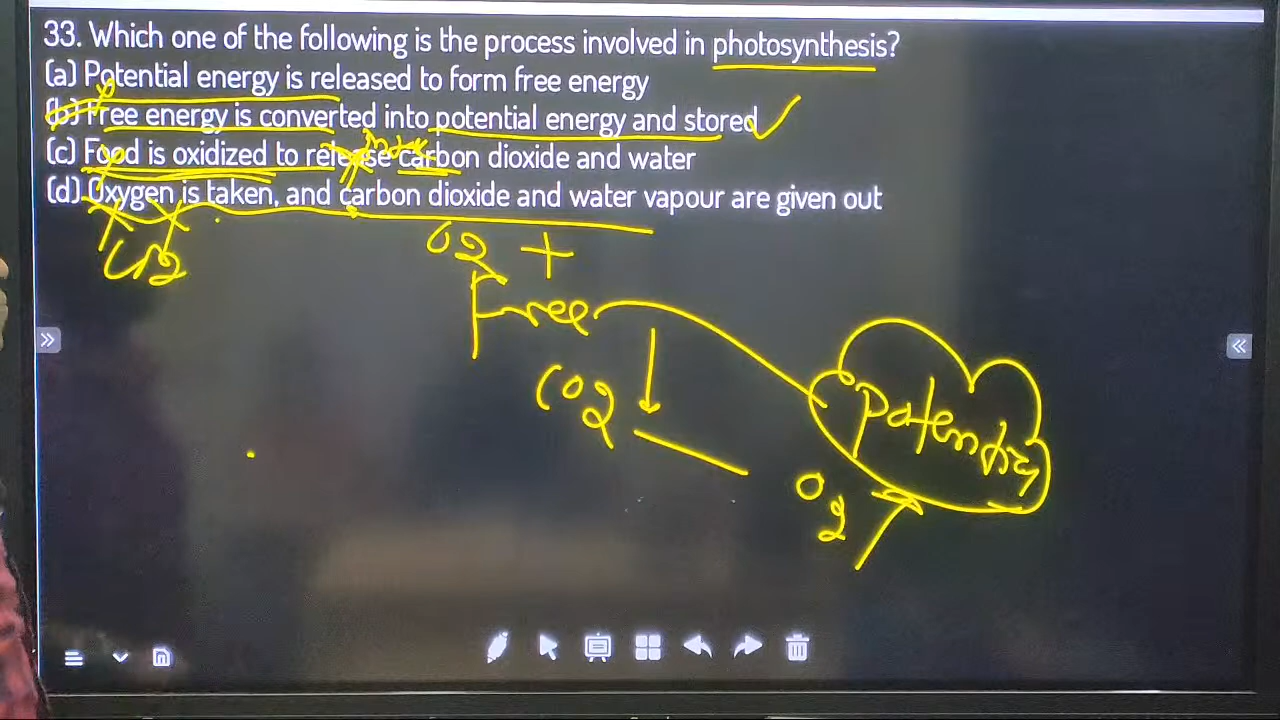 33. Which one of the following is the process involved in photosynthesis?
(a) Potential energy is released to form free energy
(b) Free energy is converted into potential energy and stored
(c) Food is oxidized to release carbon dioxide and water
(d) Oxygen is taken, and carbon dioxide and water vapour are given out
O2 +
Free
CO2
Potential
O2